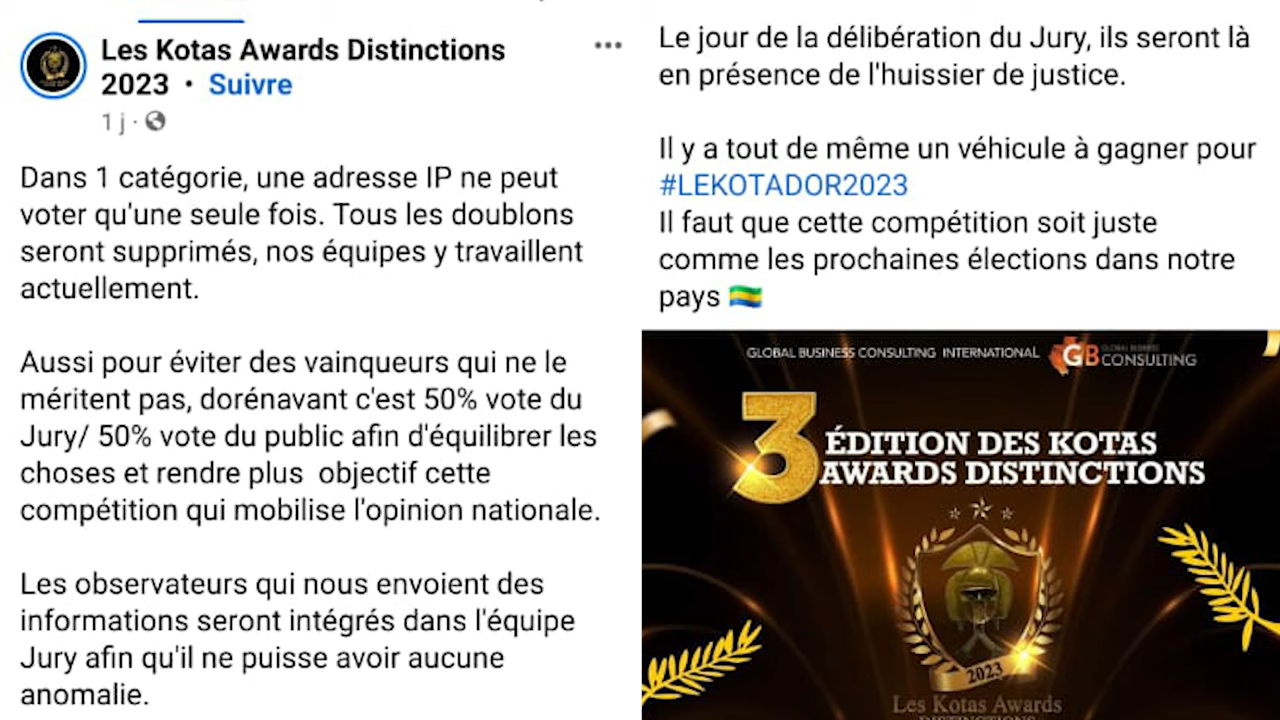 Les Kotas Awards Distinctions
2023 • Suivre
1 j ·
Dans 1 catégorie, une adresse IP ne peut
voter qu'une seule fois. Tous les doublons
seront supprimés, nos équipes y travaillent
actuellement.
Aussi pour éviter des vainqueurs qui ne le
méritent pas, dorénavant c'est 50% vote du
Jury/ 50% vote du public afin d'équilibrer les
choses et rendre plus  objectif cette
compétition qui mobilise l'opinion nationale.
Les observateurs qui nous envoient des
informations seront intégrés dans l'équipe
Jury afin qu'il ne puisse avoir aucune
anomalie.
Le jour de la délibération du Jury, ils seront là
en présence de l'huissier de justice.
Il y a tout de même un véhicule à gagner pour
#LEKOTADOR2023
Il faut que cette compétition soit juste
comme les prochaines élections dans notre
pays 🇬🇦
GLOBAL BUSINESS CONSULTING INTERNATIONAL
GLOBAL BUSINESS
GB CONSULTING
3 ÉDITION DES KOTAS
AWARDS DISTINCTIONS
2023
Les Kotas Awards
DISTINCTIONS